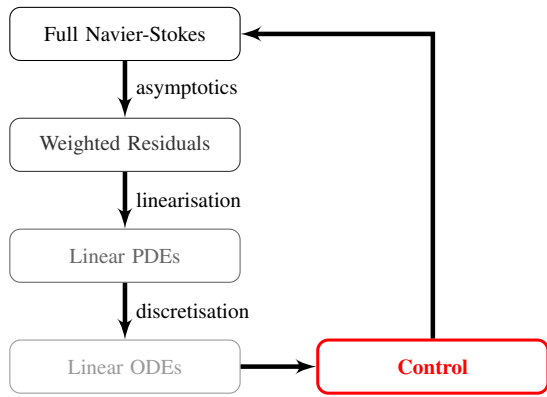 Full Navier-Stokes
asymptotics
Weighted Residuals
linearisation
Linear PDEs
discretisation
Linear ODEs
Control